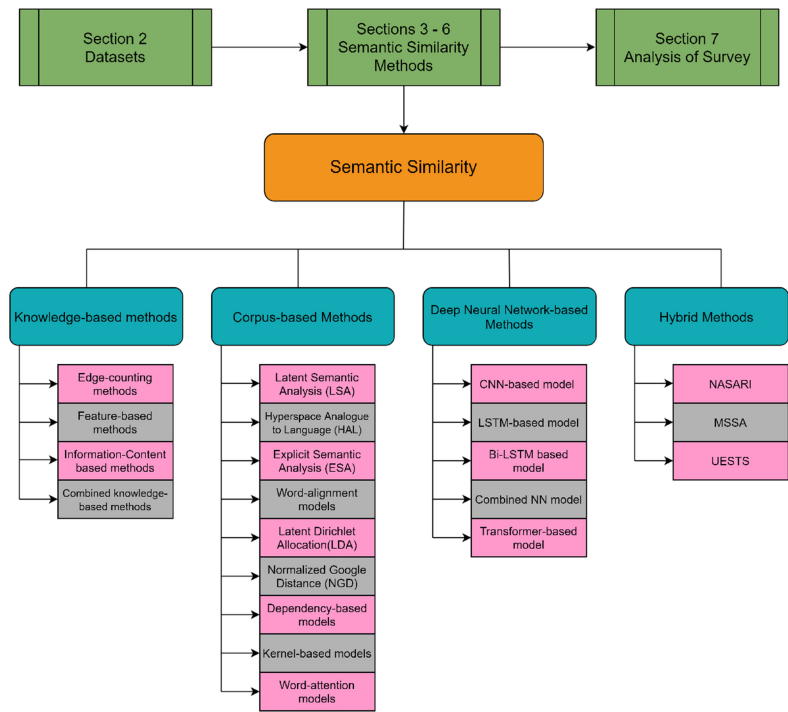 Section 2
Datasets
Sections 3 - 6
Semantic Similarity
Methods
Section 7
Analysis of Survey
Semantic Similarity
Knowledge-based methods
Edge-counting
methods
Feature-based
methods
Information-Content
based methods
Combined knowledge-
based methods
Corpus-based Methods
Latent Semantic
Analysis (LSA)
Hyperspace Analogue
to Language (HAL)
Explicit Semantic
Analysis (ESA)
Word-alignment
models
Latent Dirichlet
Allocation(LDA)
Normalized Google
Distance (NGD)
Dependency-based
models
Kernel-based models
Word-attention
models
Deep Neural Network-based
Methods
CNN-based model
LSTM-based model
Bi-LSTM based
model
Combined NN model
Transformer-based
model
Hybrid Methods
NASARI
MSSA
UESTS